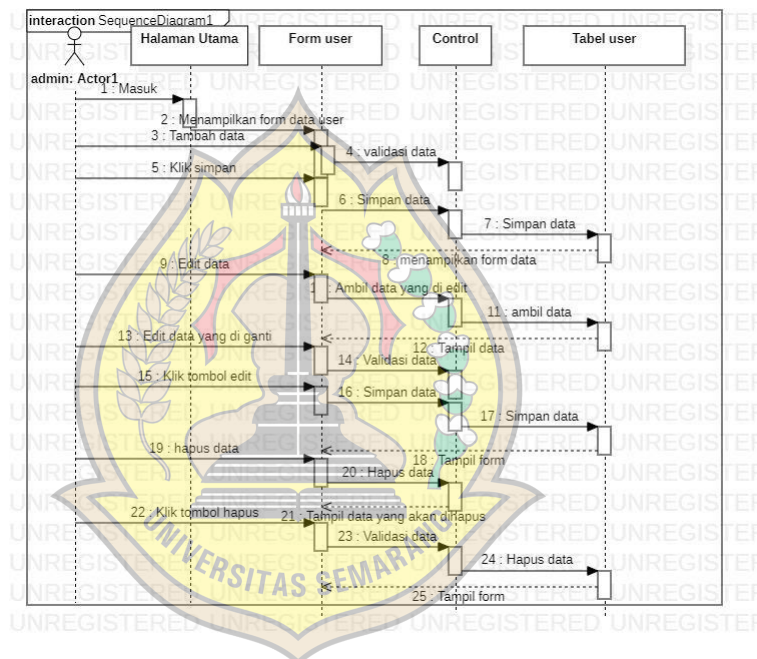 interaction SequenceDiagram1
Halaman Utama
Form user
Control
Tabel user
admin: Actor1
1 : Masuk
2 : Menampilkan form data user
3 : Tambah data
4 : validasi data
5 : Klik simpan
6 : Simpan data
7 : Simpan data
8 : menampilkan form data
9 : Edit data
: Ambil data yang di edit
11 : ambil data
12 : Tampil data
13 : Edit data yang di ganti
14 : Validasi data
15 : Klik tombol edit
16 : Simpan data
17 : Simpan data
18 : Tampil form
19 : hapus data
20 : Hapus data
21 : Tampil data yang akan dihapus
22 : Klik tombol hapus
23 : Validasi data
24 : Hapus data
25 : Tampil form
UNIVERSITAS SEMARANG
UNREGISTERED UNREGISTERED UNREGISTERED UNREGISTERED